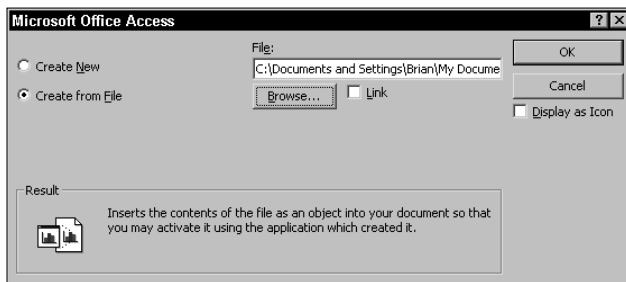 Microsoft Office Access
File:
Create New
C:\Documents and Settings\Brian\My Docume
OK
Create from File
Browse...
Link
Cancel
Display as Icon
Result
Inserts the contents of the file as an object into your document so that
you may activate it using the application which created it.